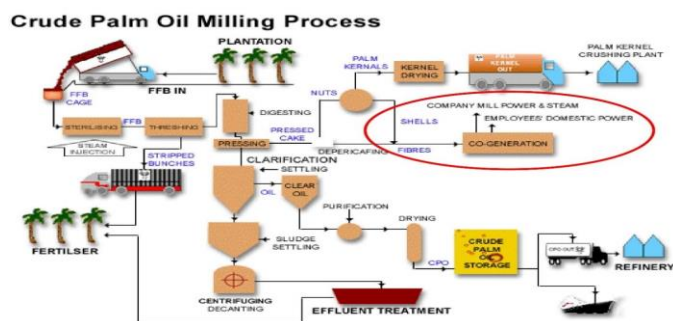 Crude Palm Oil Milling Process
PLANTATION
FFB
CAGE
FFB IN
STERILISING
FFB
THRESHING
STEAM
INJECTION
STRIPPED
BUNCHES
FERTILSER
DIGESTING
PRESSING
PRESSED
CAKE
NUTS
PALM
KERNALS
KERNEL
DRYING
PALM
KERNEL
OUT
PALM KERNEL
CRUSHING PLANT
COMPANY MILL POWER & STEAM
EMPLOYEES' DOMESTIC POWER
SHELLS
DEPERICAFING
FIBRES
CO-GENERATION
CLARIFICATION
SETTLING
OIL
CLEAR
OIL
PURIFICATION
DRYING
SLUDGE
SETTLING
CPO
CRUDE
PALM
STORAGE
CPO OUT
REFINERY
CENTRIFUGING
DECANTING
EFFLUENT TREATMENT